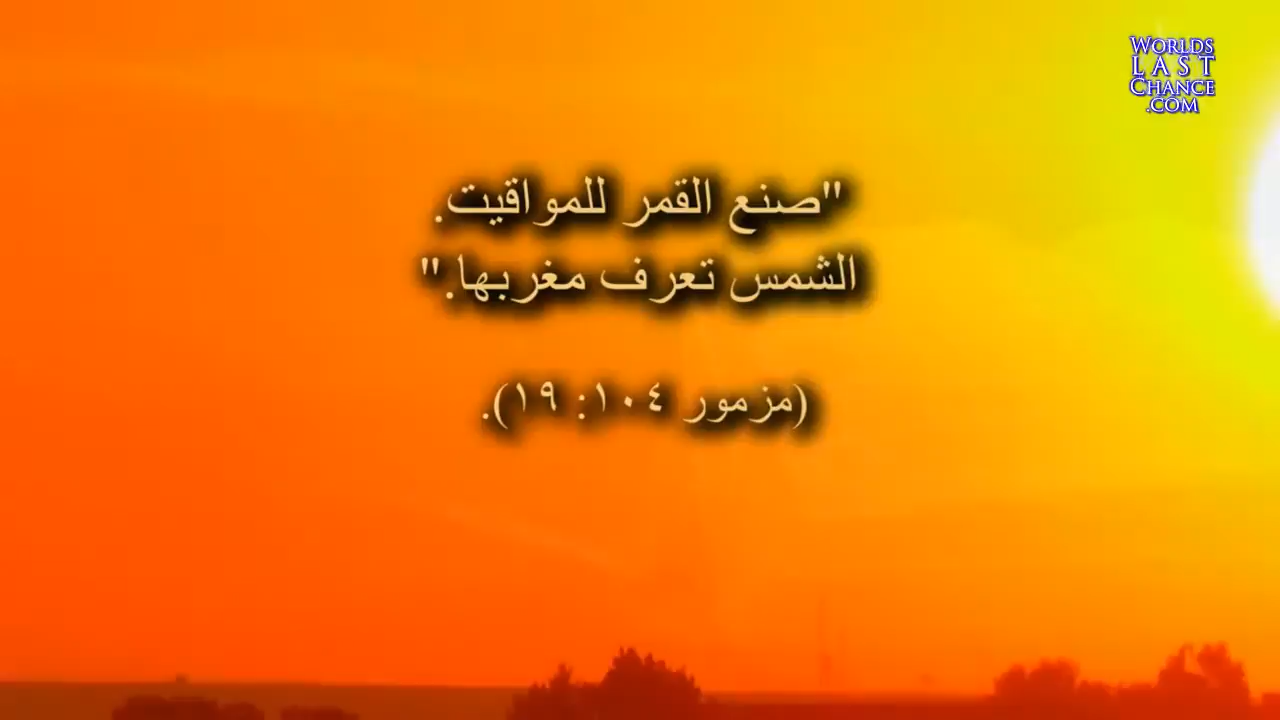 "صنع القمر للمواقيت.
الشمس تعرف مغربها."
(مزمور ١٠٤: ١٩).
WORLDS
LAST
CHANCE
.COM